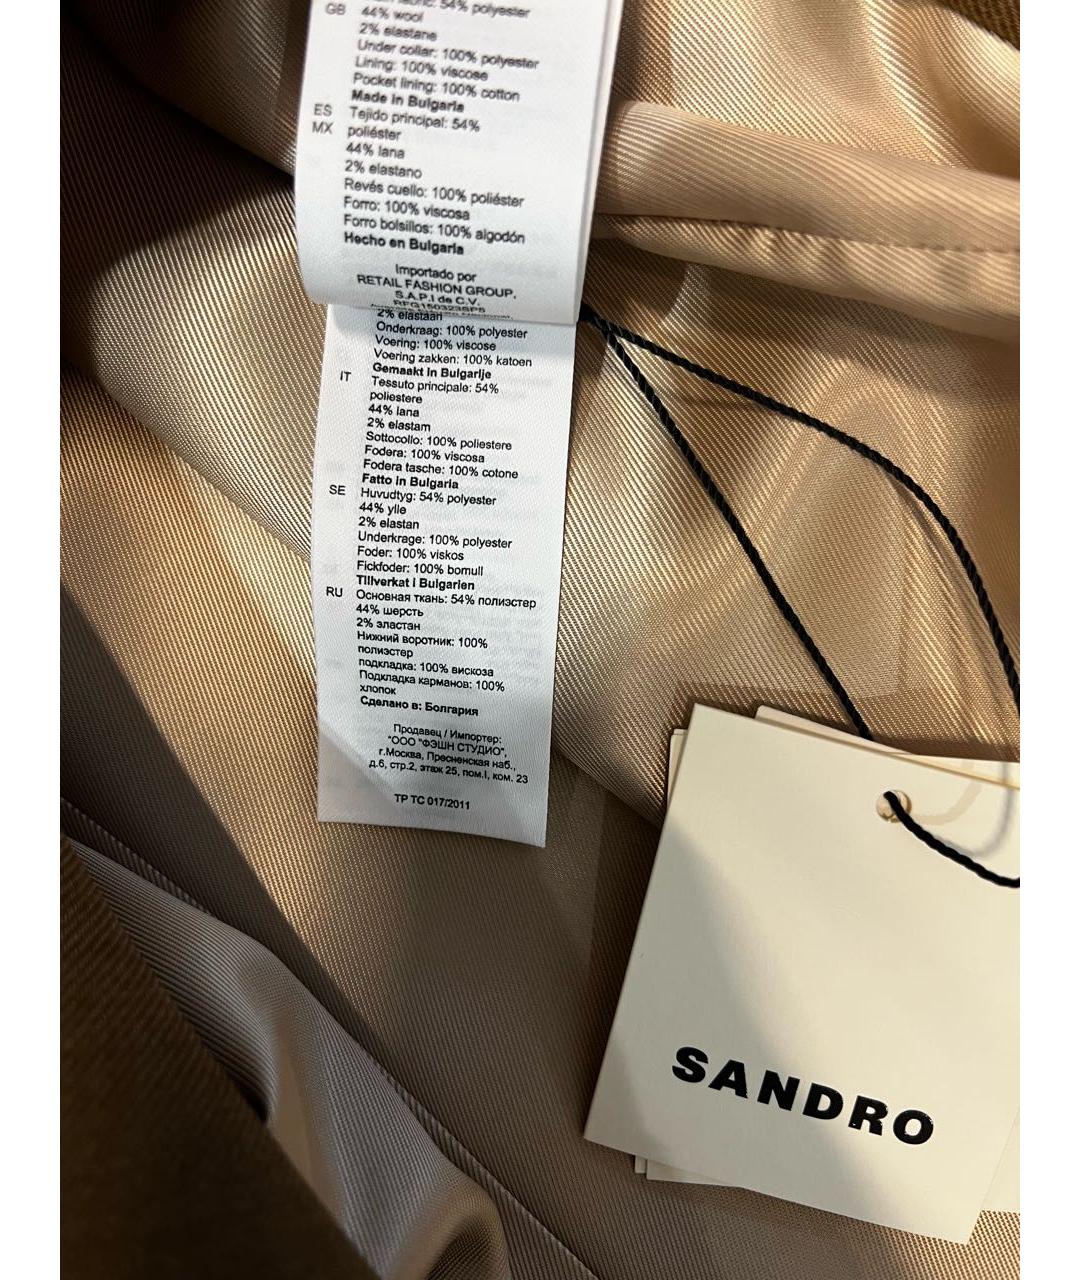 fabric: 54% polyester
GB 44% wool
2% elastane
Under collar: 100% polyester
Lining: 100% viscose
Pocket lining: 100% cotton
Made in Bulgaria
ES Tejido principal: 54%
MX poliéster
44% lana
2% elastano
Revés cuello: 100% poliéster
Forro: 100% viscosa
Forro bolsillos: 100% algodón
Hecho en Bulgaria
Importado por
RETAIL FASHION GROUP,
S.A.P.I de C.V.
2% elastaan
Onderkraag: 100% polyester
Voering: 100% viscose
Voering zakken: 100% katoen
Gemaakt in Bulgarije
IT Tessuto principale: 54%
poliestere
44% lana
2% elastam
Sottocollo: 100% poliestere
Fodera: 100% viscosa
Fodera tasche: 100% cotone
Fatto in Bulgaria
SE Huvudtyg: 54% polyester
44% ylle
2% elastan
Underkrage: 100% polyester
Foder: 100% viskos
Fickfoder: 100% bomull
Tillverkat i Bulgarien
RU Основная ткань: 54% полиэстер
44% шерсть
2% эластан
Нижний воротник: 100%
полиэстер
подкладка: 100% вискоза
Подкладка карманов: 100%
хлопок
Сделано в: Болгария
Продавец / Импортер:
"ООО "ФЭШН СТУДИО",
г.Москва, Пресненская наб.,
д.6, стр.2, этаж 25, пом.I, ком. 23
ТР ТС 017/2011
SANDRO